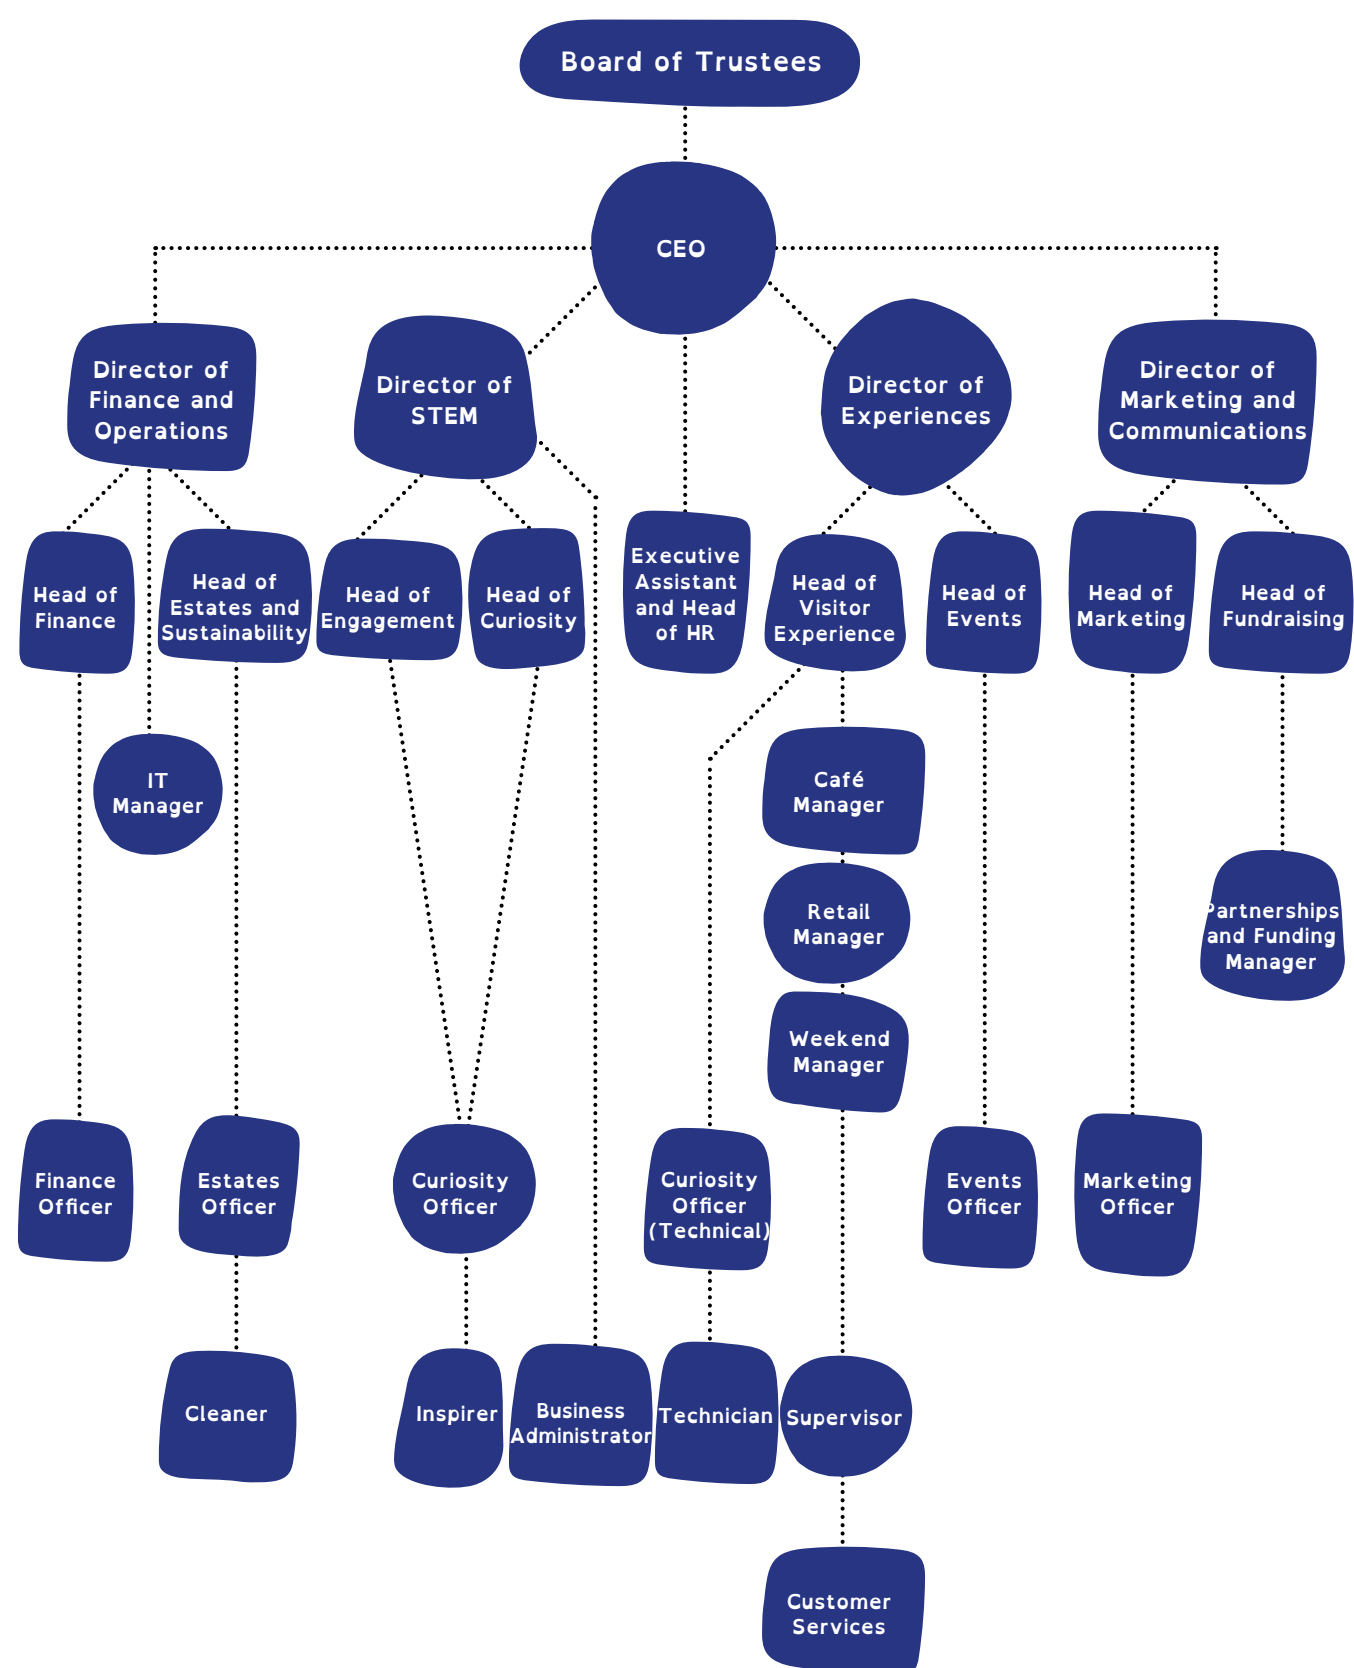 Board of Trustees
CEO
Director of
Finance and
Operations
Director of
STEM
Director of
Experiences
Director of
Marketing and
Communications
Head of
Finance
Head of
Estates and
Sustainability
Head of
Engagement
Head of
Curiosity
Executive
Assistant
and Head
of HR
Head of
Visitor
Experience
Head of
Events
Head of
Marketing
Head of
Fundraising
IT
Manager
Café
Manager
Retail
Manager
Partnerships
and Funding
Manager
Weekend
Manager
Finance
Officer
Estates
Officer
Curiosity
Officer
Curiosity
Officer
(Technical)
Events
Officer
Marketing
Officer
Cleaner
Inspirer
Business
Administrator
Technician
Supervisor
Customer
Services